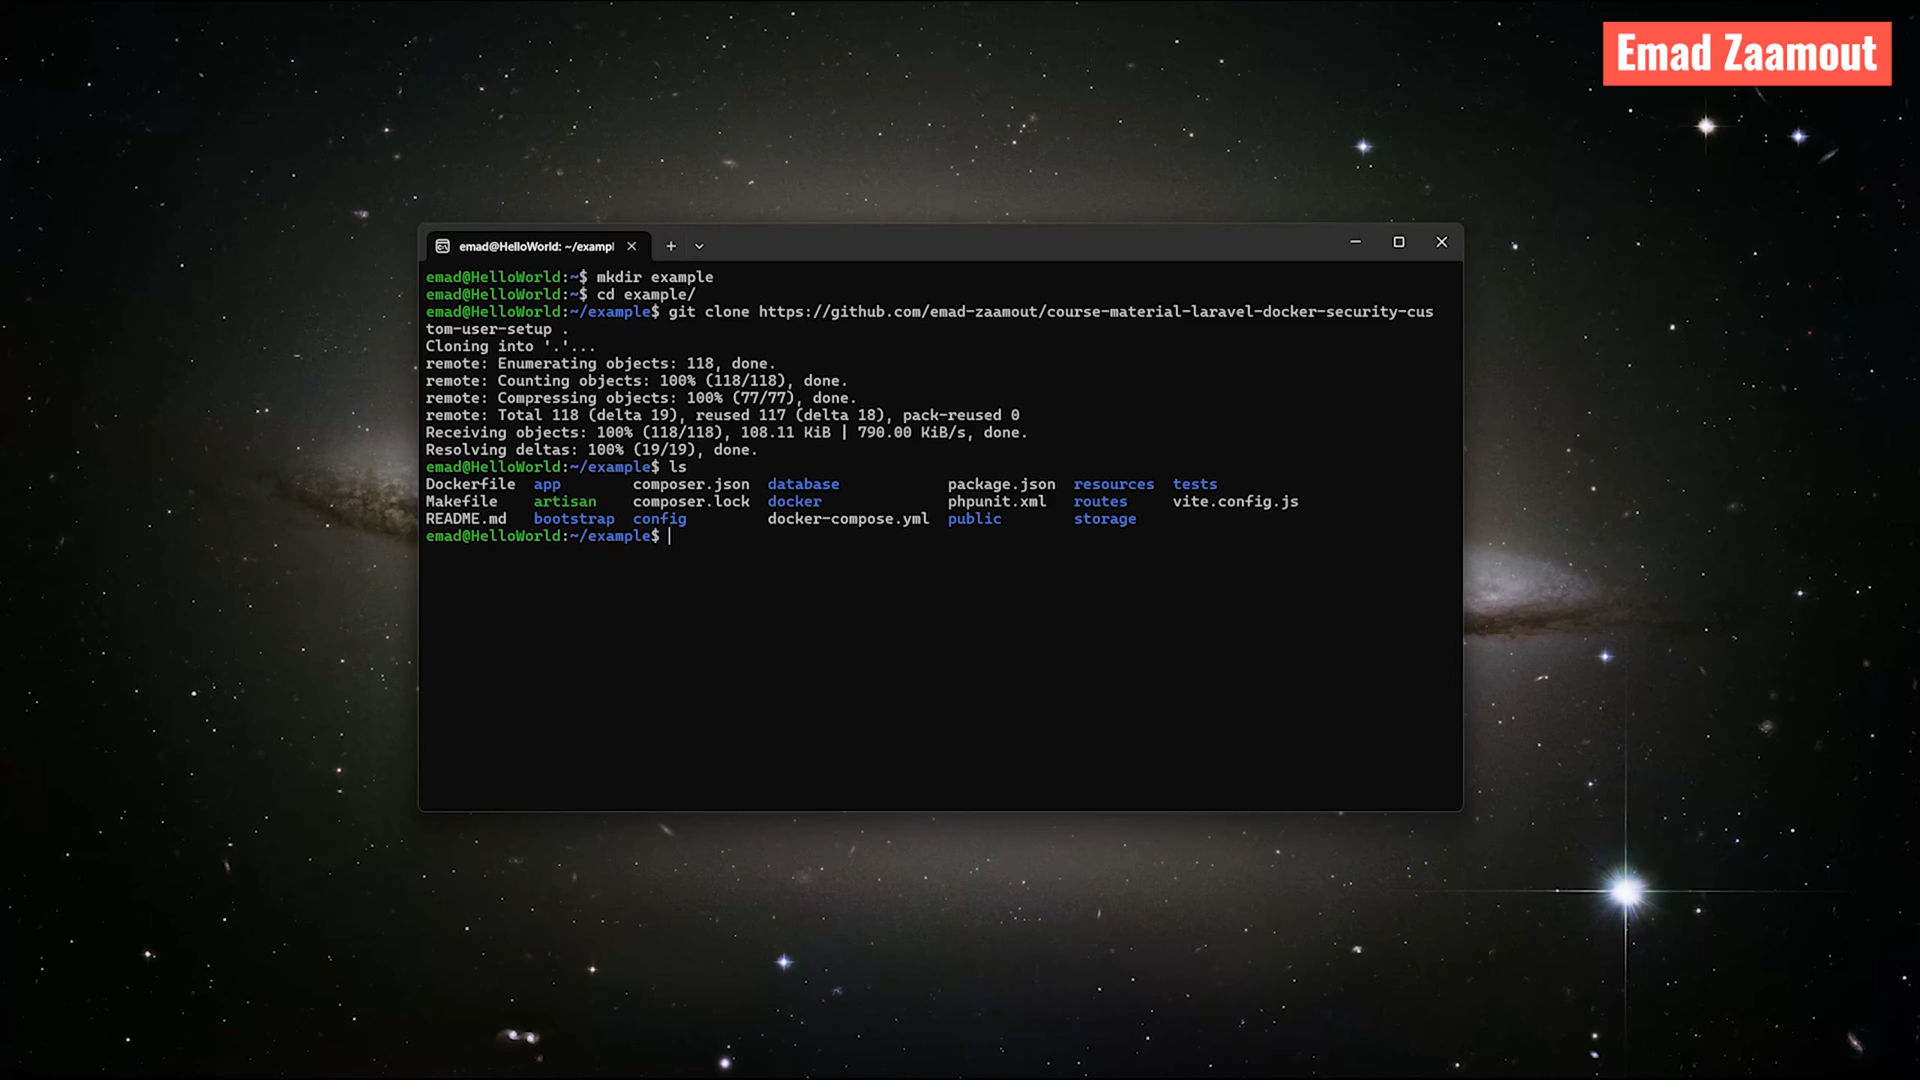 Emad Zaamout
emad@HelloWorld: ~/exampl
emad@HelloWorld:~$ mkdir example
emad@HelloWorld:~$ cd example/
emad@HelloWorld:~/example$ git clone https://github.com/emad-zaamout/course-material-laravel-docker-security-cus
tom-user-setup .
Cloning into '.'...
remote: Enumerating objects: 118, done.
remote: Counting objects: 100% (118/118), done.
remote: Compressing objects: 100% (77/77), done.
remote: Total 118 (delta 19), reused 117 (delta 18), pack-reused 0
Receiving objects: 100% (118/118), 108.11 KiB | 790.00 KiB/s, done.
Resolving deltas: 100% (19/19), done.
emad@HelloWorld:~/example$ ls
Dockerfile app composer.json database package.json resources tests
Makefile artisan composer.lock docker phpunit.xml routes vite.config.js
README.md bootstrap config docker-compose.yml public storage
emad@HelloWorld:~/example$